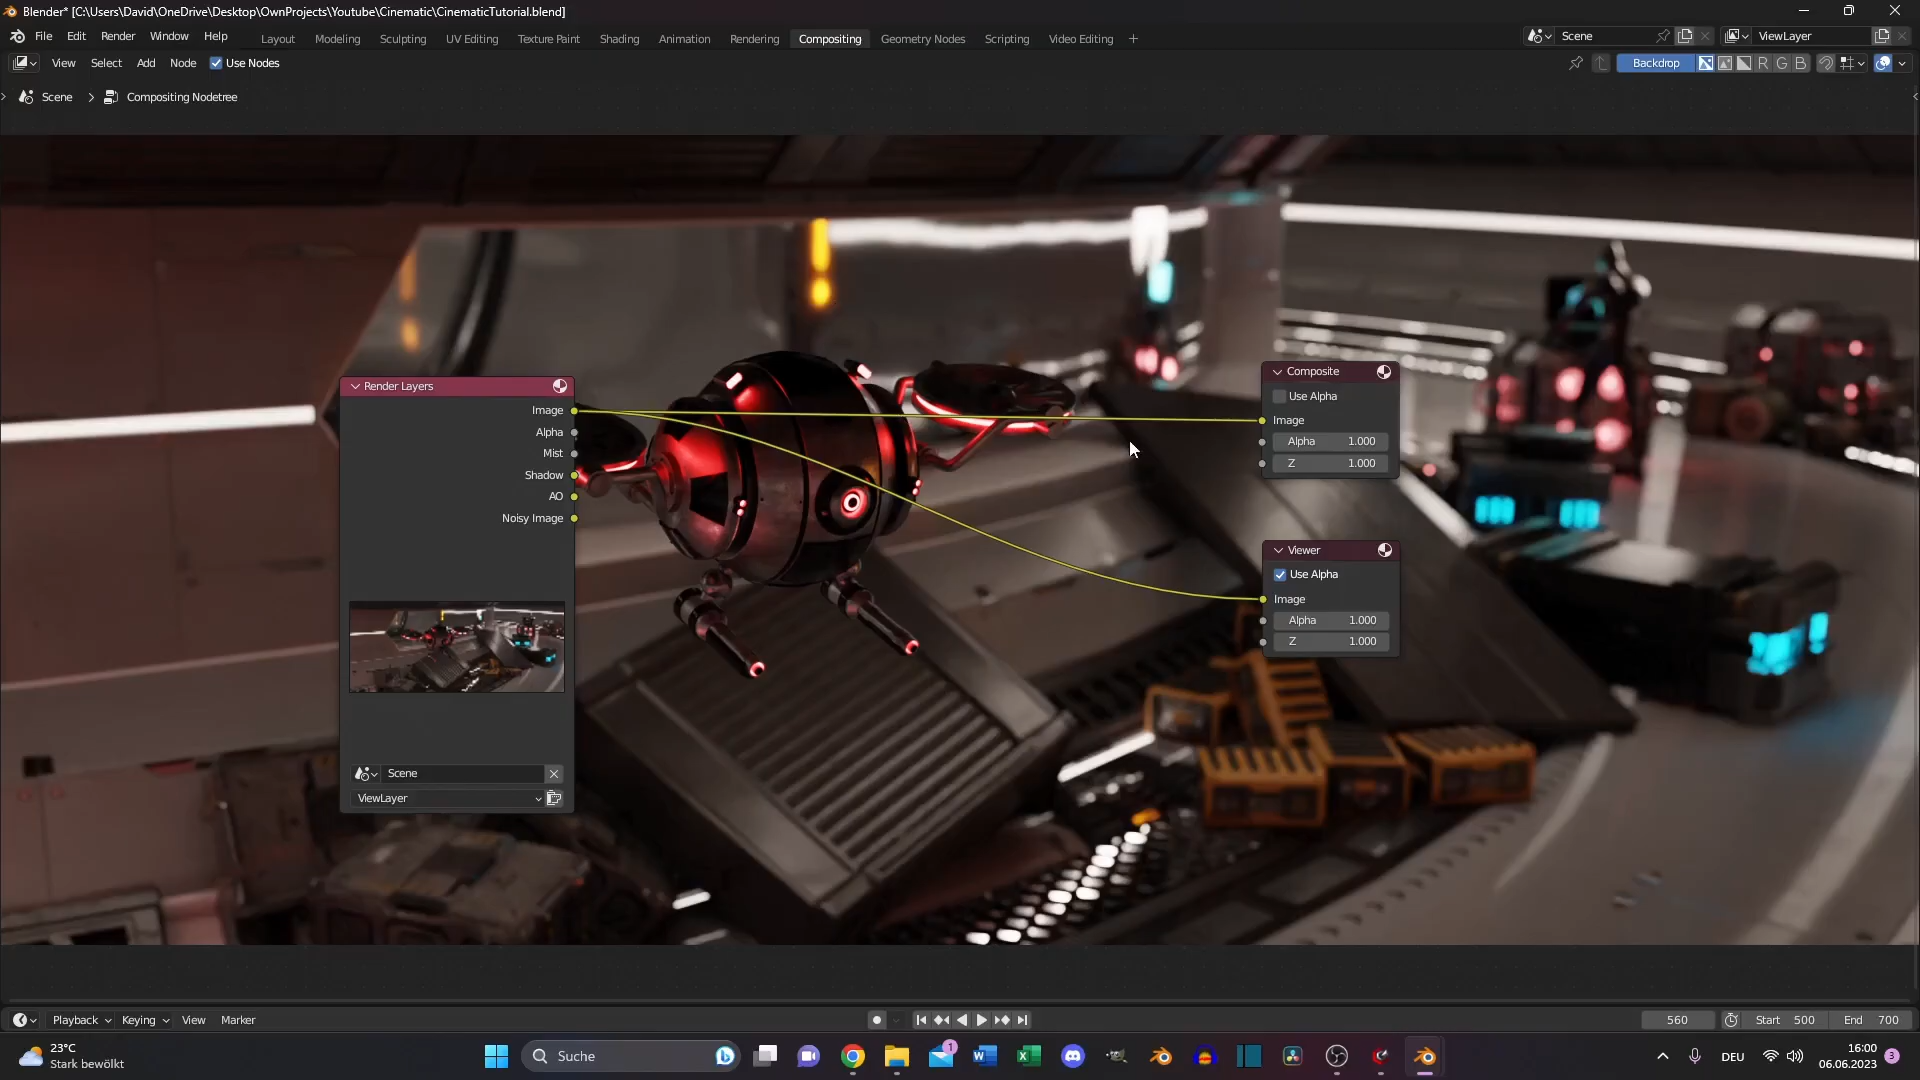 Blender* [C:\Users\David\OneDrive\Desktop\OwnProjects\Youtube\Cinematic\CinematicTutorial.blend]
File Edit Render Window Help Layout Modeling Sculpting UV Editing Texture Paint Shading Animation Rendering Compositing Geometry Nodes Scripting Video Editing + Scene ViewLayer
View Select Add Node Use Nodes Backdrop R G B
Scene > Compositing Nodetree
Render Layers
Image
Alpha
Mist
Shadow
AO
Noisy Image
Scene
ViewLayer
Composite
Use Alpha
Image
Alpha 1.000
Z 1.000
Viewer
Use Alpha
Image
Alpha 1.000
Z 1.000
Playback Keying View Marker 560 Start 500 End 700
23°C
Stark bewölkt
Suche
1
DEU
16:00
06.06.2023
3